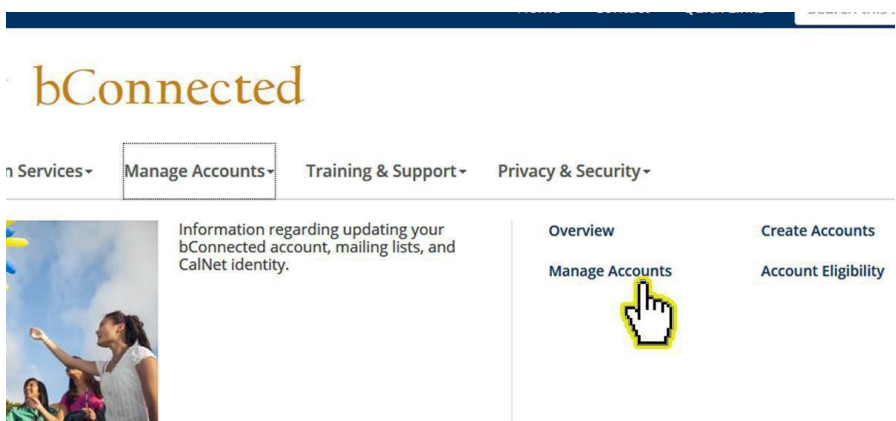 bConnected
Services
Manage Accounts
Training & Support
Privacy & Security
Information regarding updating your
bConnected account, mailing lists, and
CalNet identity.
Overview
Create Accounts
Manage Accounts
Account Eligibility